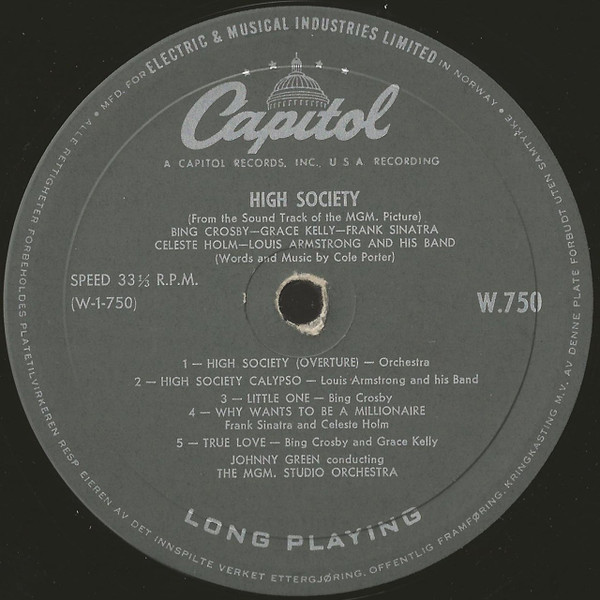 MFD. FOR ELECTRIC & MUSICAL INDUSTRIES LIMITED IN NORWAY •
Capitol
A CAPITOL RECORDS, INC., U S A RECORDING
HIGH SOCIETY
(From the Sound Track of the MGM. Picture)
BING CROSBY—GRACE KELLY—FRANK SINATRA
CELESTE HOLM—LOUIS ARMSTRONG AND HIS BAND
(Words and Music by Cole Porter)
SPEED 33⅓ R.P.M.
(W-1-750)
W.750
1 — HIGH SOCIETY (OVERTURE) — Orchestra
2 — HIGH SOCIETY CALYPSO — Louis Armstrong and his Band
3 — LITTLE ONE — Bing Crosby
4 — WHY WANTS TO BE A MILLIONAIRE
Frank Sinatra and Celeste Holm
5 — TRUE LOVE — Bing Crosby and Grace Kelly
JOHNNY GREEN conducting
THE MGM. STUDIO ORCHESTRA
LONG PLAYING
ALLE RETTIGHETER FORBEHOLDES PLATETILVIRKEREN RESP EIEREN AV DET INNSPILTE VERKET ETTERGJØRING, OFFENTLIG FRAMFØRING, KRINGKASTING M.V. AV DENNE PLATE FORBUDT UTEN SAMTYKKE •